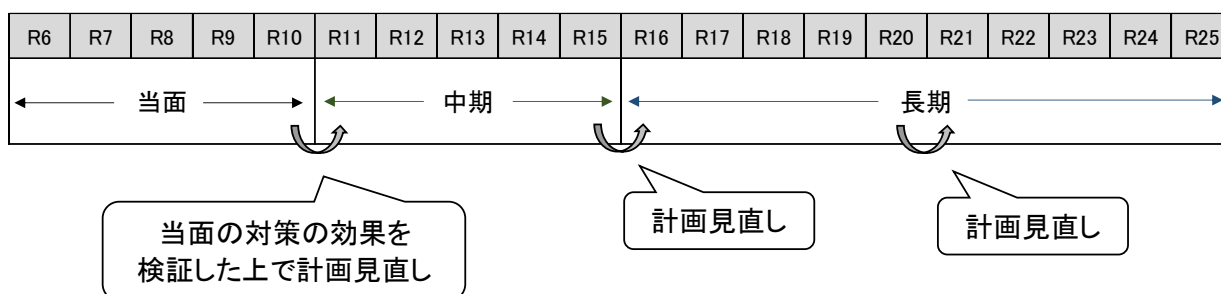 R6 R7 R8 R9 R10 R11 R12 R13 R14 R15 R16 R17 R18 R19 R20 R21 R22 R23 R24 R25
当面 中期 長期
当面の対策の効果を
検証した上で計画見直し
計画見直し
計画見直し